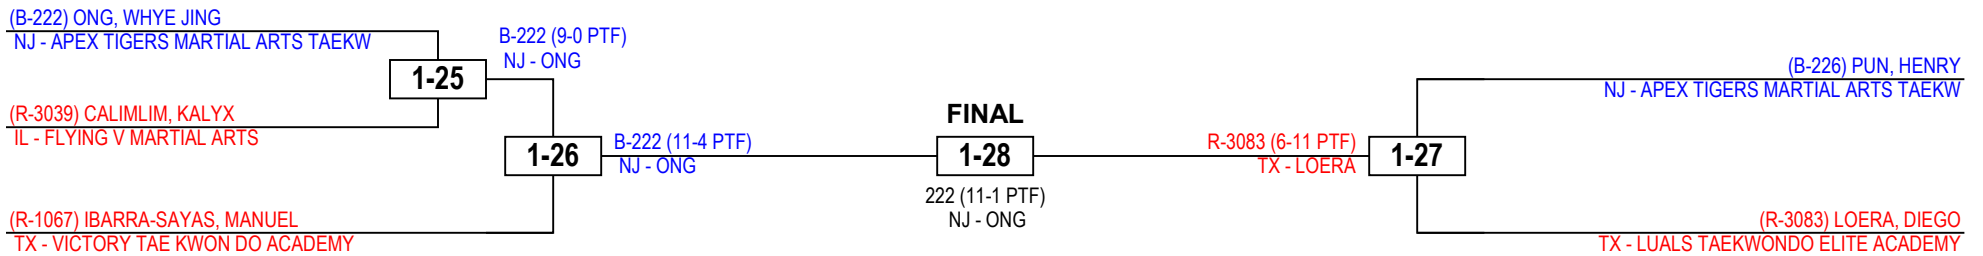 (B-222) ONG, WHYE JING
NJ - APEX TIGERS MARTIAL ARTS TAEKW
B-222 (9-0 PTF)
NJ - ONG
1-25
(R-3039) CALIMLIM, KALYX
IL - FLYING V MARTIAL ARTS
B-222 (11-4 PTF)
NJ - ONG
1-26
(R-1067) IBARRA-SAYAS, MANUEL
TX - VICTORY TAE KWON DO ACADEMY
FINAL
1-28
222 (11-1 PTF)
NJ - ONG
R-3083 (6-11 PTF)
TX - LOERA
1-27
(B-226) PUN, HENRY
NJ - APEX TIGERS MARTIAL ARTS TAEKW
(R-3083) LOERA, DIEGO
TX - LUALS TAEKWONDO ELITE ACADEMY